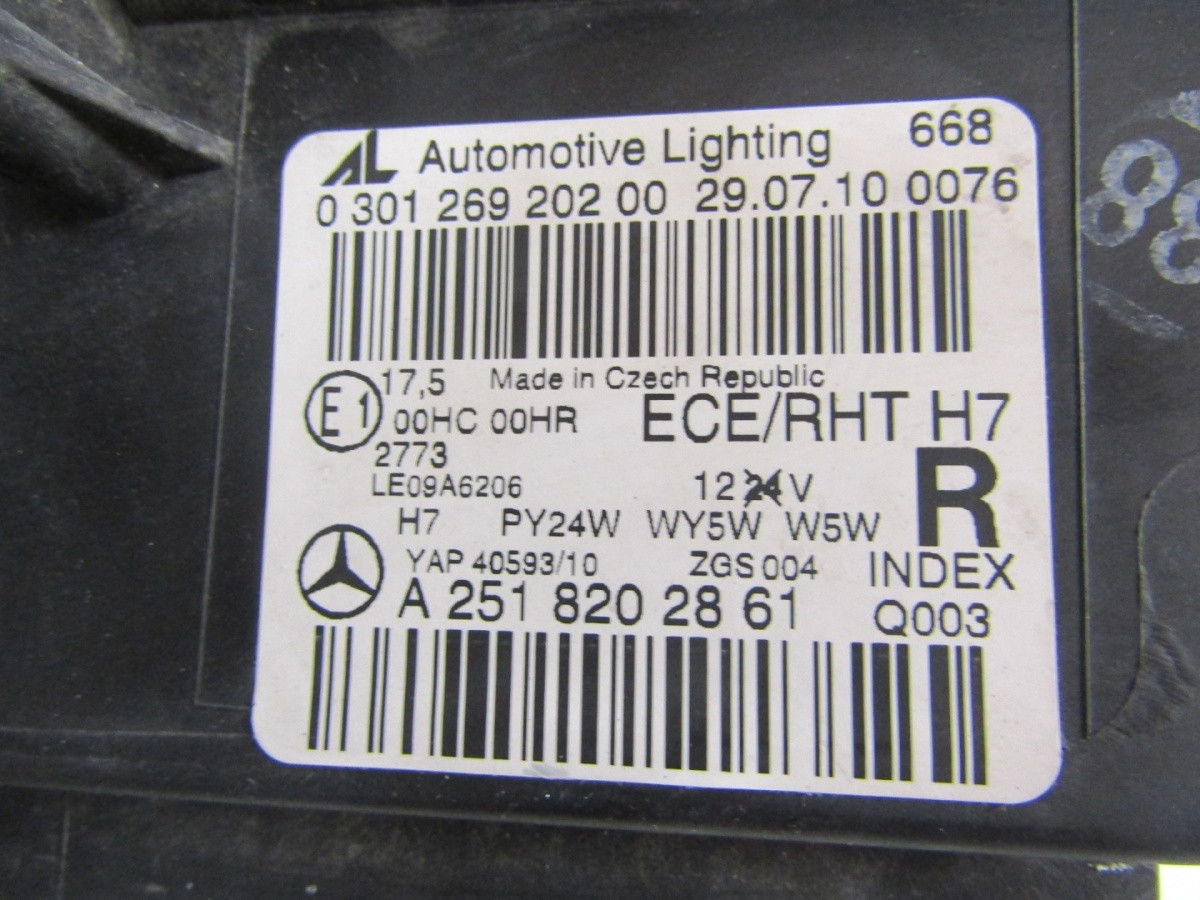 AL Automotive Lighting 668
0 301 269 202 00 29.07.10 0076
17,5 Made in Czech Republic
E1 00HC 00HR ECE/RHT H7
2773
LE09A6206 12 24 V R
H7 PY24W WY5W W5W
YAP 40593/10 ZGS 004 INDEX
A 251 820 28 61 Q003
88